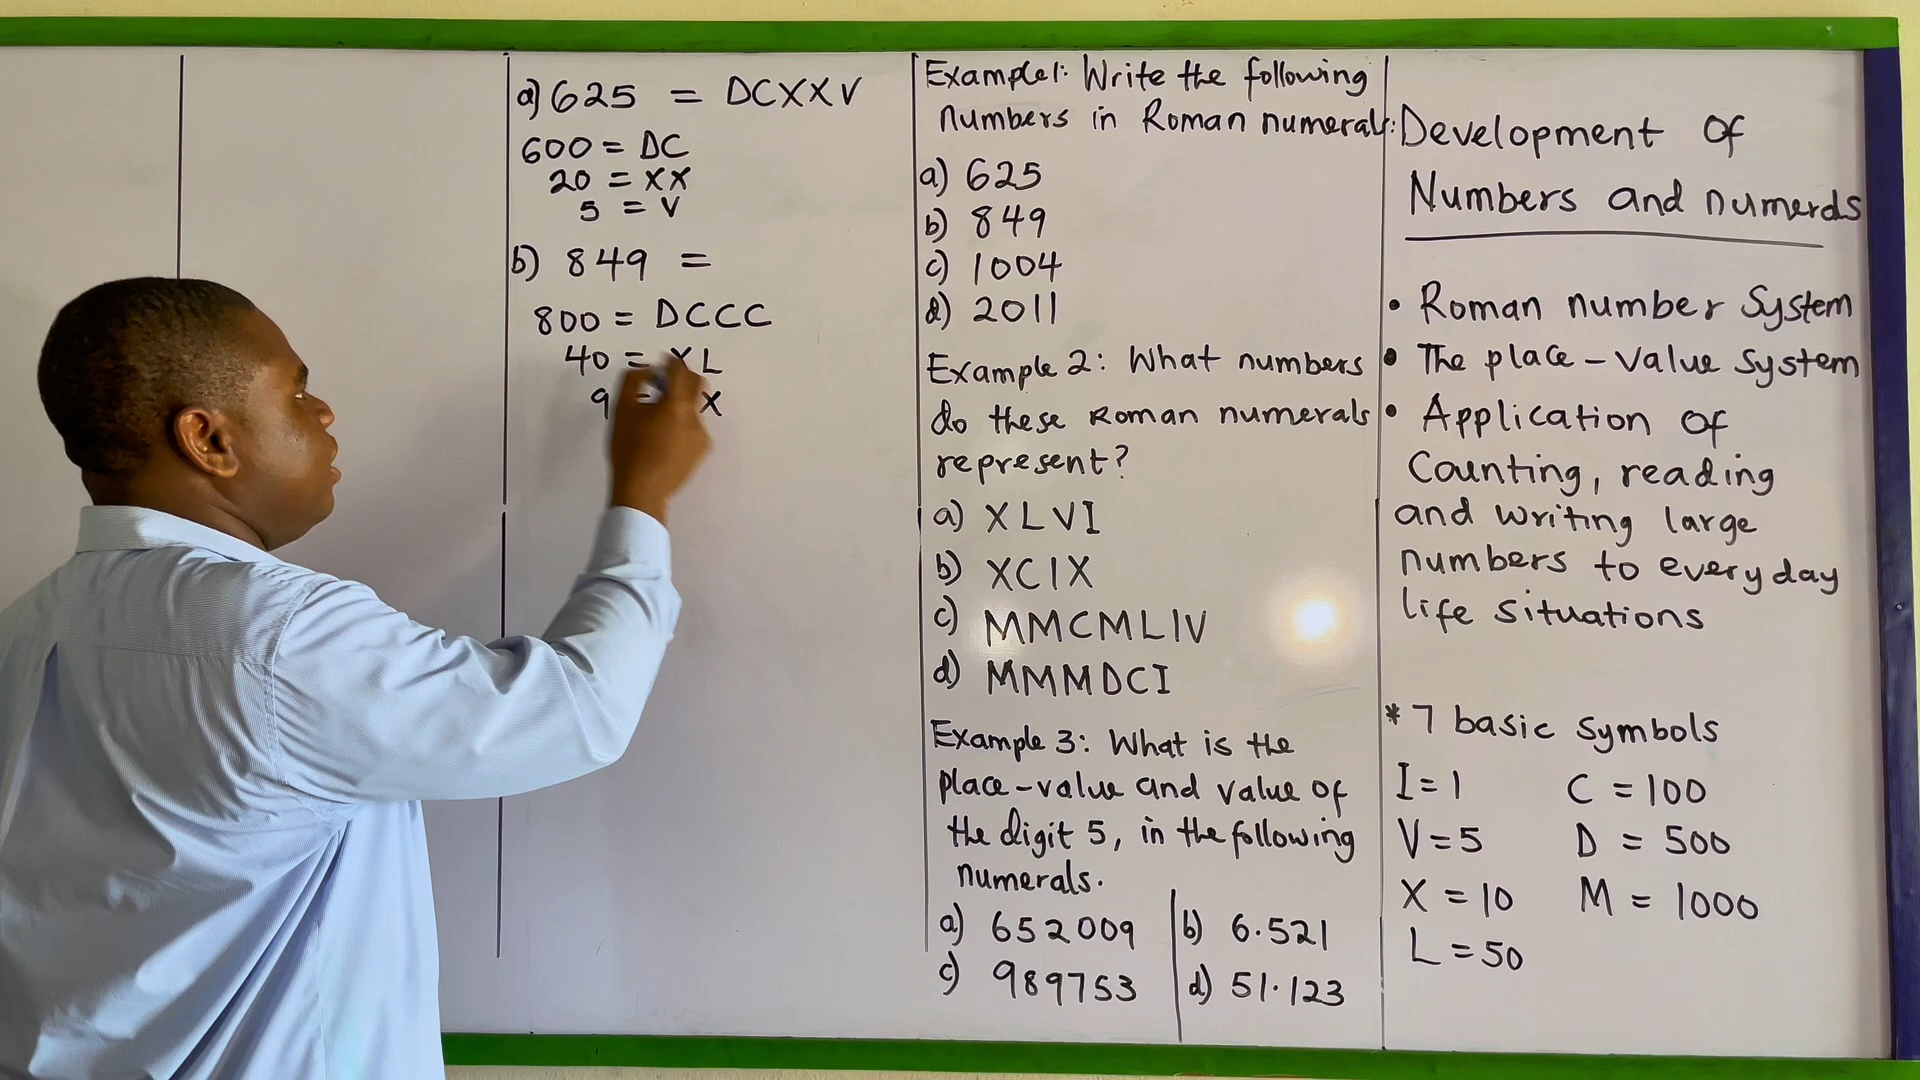 a) 625 = DCXXV
600 = DC
20 = XX
5 = V
b) 849 =
800 = DCCC
40 = XL
9 = X
Example 1: Write the following
numbers in Roman numerals:
a) 625
b) 849
c) 1004
d) 2011
Example 2: What numbers
do these Roman numerals
represent?
a) XLVI
b) XCIX
c) MMCMLIV
d) MMMDCI
Example 3: What is the
place-value and value of
the digit 5, in the following
numerals.
a) 652009 b) 6.521
c) 989753 d) 51.123
Development of
Numbers and numerals
• Roman number System
• The place-value system
• Application of
Counting, reading
and writing large
numbers to everyday
life situations
* 7 basic symbols
I = 1 C = 100
V = 5 D = 500
X = 10 M = 1000
L = 50